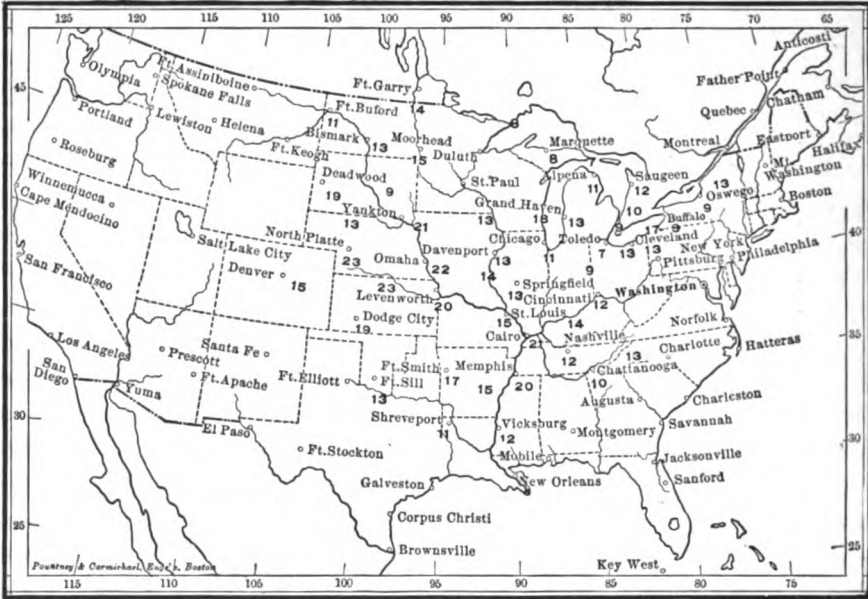 120 115 110 105 100 95 90 85 80 75 70 65
Anticosti
Ft. Assiniboine
Olympia
Spokane Falls
Ft. Garry
Father Point
45
45
Chatham
Portland
Lewiston
Helena
Ft. Buford
14
Quebec
11
Bismark
13
Moorhead
Marquette
Montreal
Eastport
Halifax
Roseburg
Ft. Keogh
15
Duluth
8
7
Mt.
Washington
Deadwood
Alpena
11
Saugeen
13
Winnemucca
19
9
St. Paul
12
Oswego
Boston
Cape Mendocino
Grand Haven
Yankton
13
18
13
10
9
Buffalo
40
13
21
Chicago
Toledo
9
17
9
Salt Lake City
North Platte
Davenport
13
11
7
13
Cleveland
13
New York
Omaha
Pittsburg
Philadelphia
San Francisco
Denver
15
23
22
14
9
23
13
Springfield
Cincinnati
Washington
Levenworth
20
12
35
Dodge City
15
St. Louis
14
Norfolk
19
Cairo
21
Nashville
Los Angeles
Santa Fe
Hatteras
35
Prescott
Ft. Smith
Memphis
12
13
Charlotte
San
Diego
Ft. Apache
Ft. Elliott
Ft. Sill
17
15
20
10
Chattanooga
Yuma
13
Augusta
Charleston
30
El Paso
Shreveport
11
Vicksburg
12
Montgomery
Savannah
30
Ft. Stockton
Mobile
Jacksonville
Galveston
New Orleans
Sanford
25
Corpus Christi
Brownsville
Key West
25
Pountney & Carmichael, Eng'r's, Boston
115 110 105 100 95 90 85 80 75